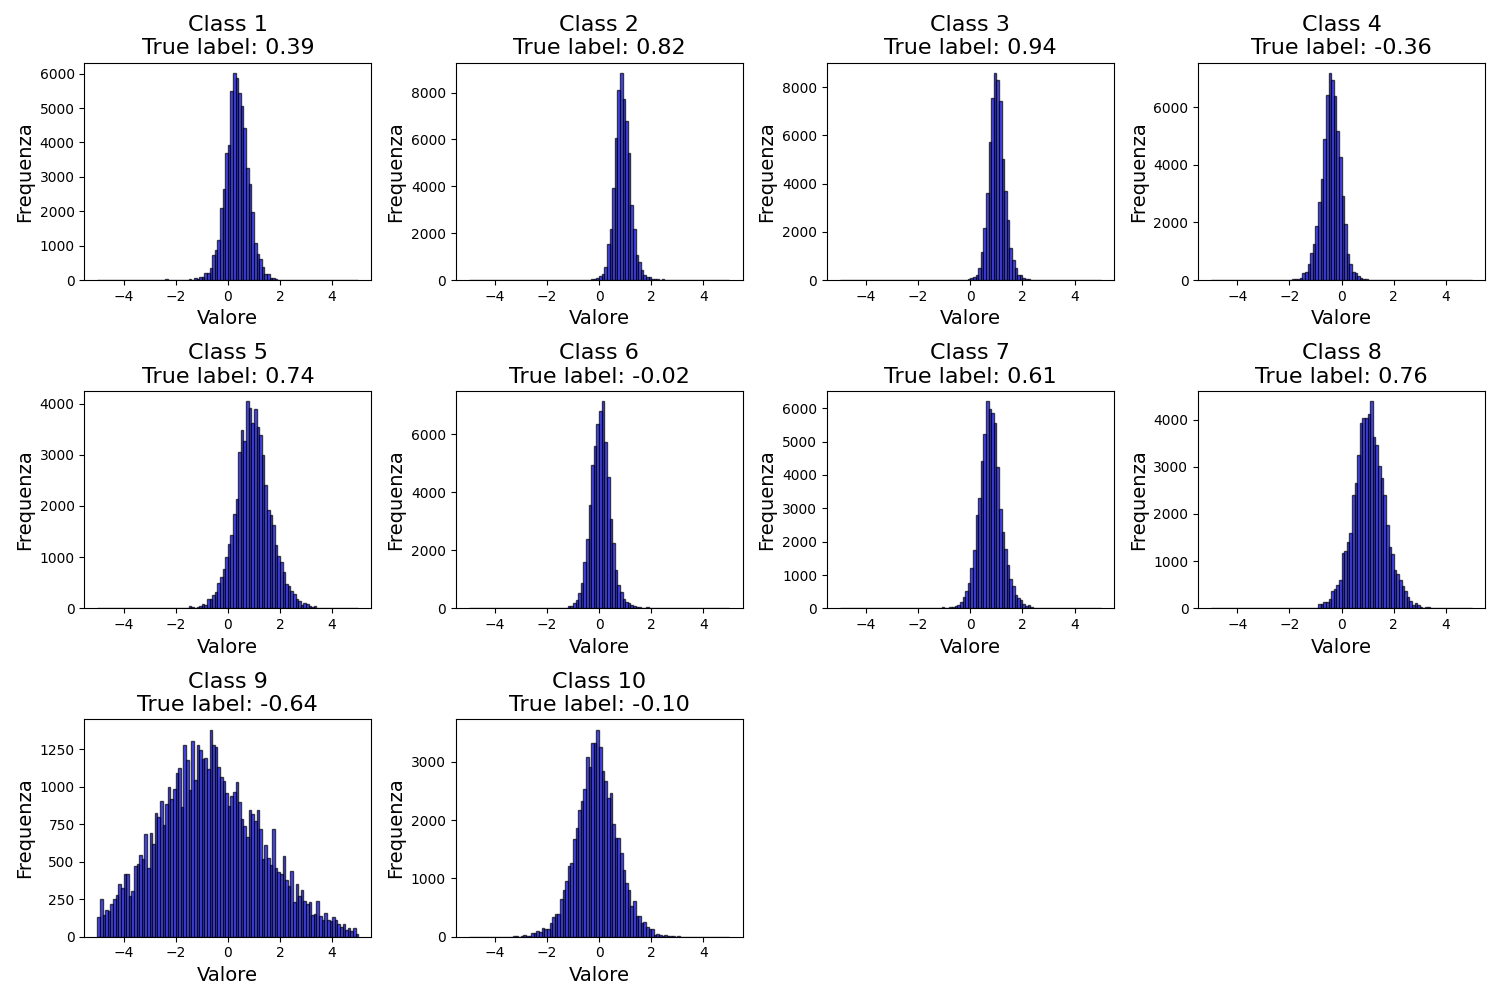 Class 1
True label: 0.39
Frequenza
6000
5000
4000
3000
2000
1000
0
−4 −2 0 2 4
Valore
Class 2
True label: 0.82
Frequenza
8000
6000
4000
2000
0
−4 −2 0 2 4
Valore
Class 3
True label: 0.94
Frequenza
8000
6000
4000
2000
0
−4 −2 0 2 4
Valore
Class 4
True label: -0.36
Frequenza
6000
4000
2000
0
−4 −2 0 2 4
Valore
Class 5
True label: 0.74
Frequenza
4000
3000
2000
1000
0
−4 −2 0 2 4
Valore
Class 6
True label: -0.02
Frequenza
6000
4000
2000
0
−4 −2 0 2 4
Valore
Class 7
True label: 0.61
Frequenza
6000
5000
4000
3000
2000
1000
0
−4 −2 0 2 4
Valore
Class 8
True label: 0.76
Frequenza
4000
3000
2000
1000
0
−4 −2 0 2 4
Valore
Class 9
True label: -0.64
Frequenza
1250
1000
750
500
250
0
−4 −2 0 2 4
Valore
Class 10
True label: -0.10
Frequenza
3000
2000
1000
0
−4 −2 0 2 4
Valore